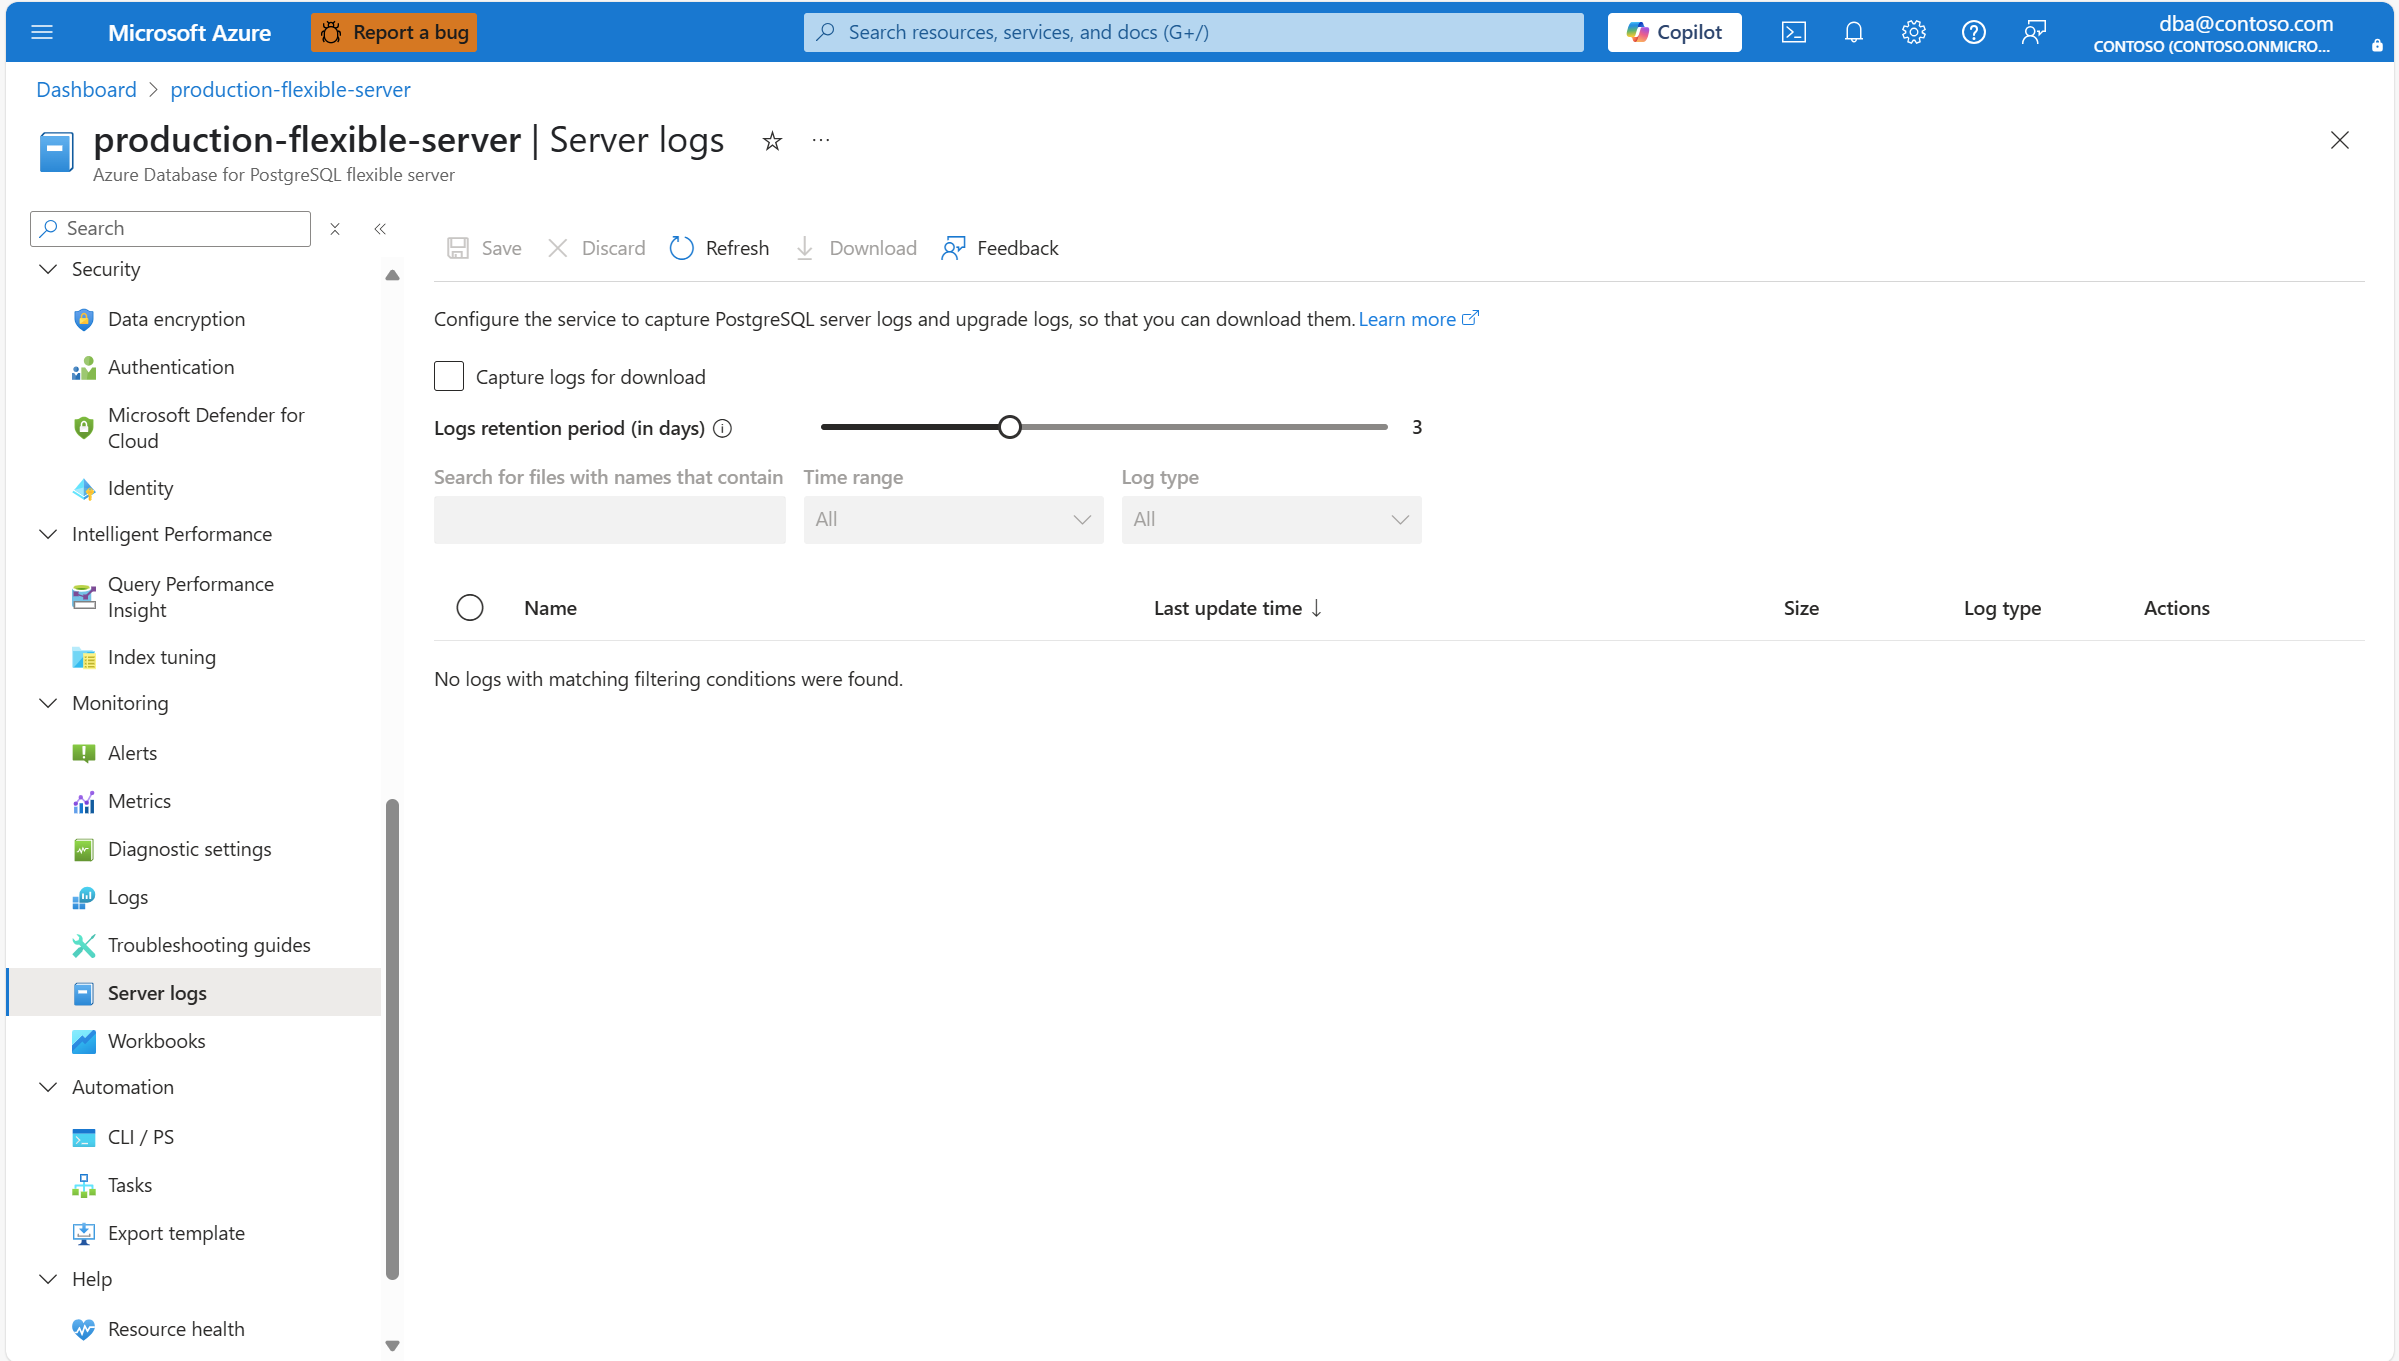 Microsoft Azure
Report a bug
Search resources, services, and docs (G+/)
Copilot
dba@contoso.com
CONTOSO (CONTOSO.ONMICRO...
Dashboard
production-flexible-server
production-flexible-server | Server logs
Azure Database for PostgreSQL flexible server
Search
Save
Discard
Refresh
Download
Feedback
Security
Data encryption
Authentication
Microsoft Defender for
Cloud
Identity
Intelligent Performance
Query Performance
Insight
Index tuning
Monitoring
Alerts
Metrics
Diagnostic settings
Logs
Troubleshooting guides
Server logs
Workbooks
Automation
CLI / PS
Tasks
Export template
Help
Resource health
Configure the service to capture PostgreSQL server logs and upgrade logs, so that you can download them. Learn more
Capture logs for download
Logs retention period (in days)
3
Search for files with names that contain
Time range
Log type
All
All
Name
Last update time ↓
Size
Log type
Actions
No logs with matching filtering conditions were found.